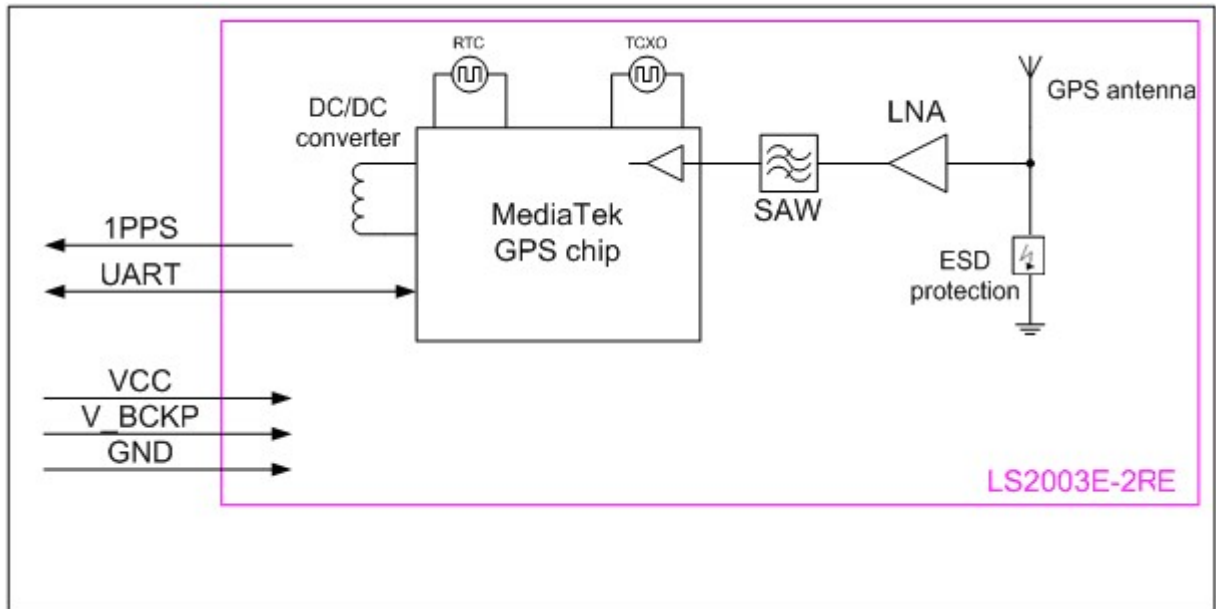 RTC
TCXO
DC/DC
converter
GPS antenna
LNA
SAW
MediaTek
GPS chip
1PPS
UART
ESD
protection
VCC
V_BCKP
GND
LS2003E-2RE